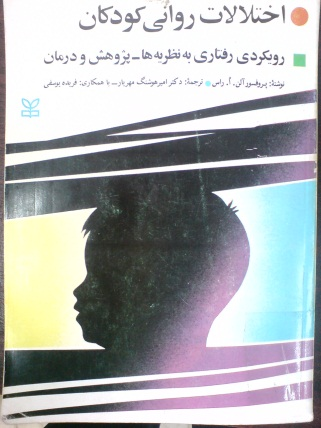 اختلالات روانی کودکان
رویکردی رفتاری به نظریه ها - پژوهش و درمان
نوشتهٔ: پروفسور آلن. أ. راس • ترجمهٔ: دکتر امیرهوشنگ مهریار - با همکاری: فریده یوسفی